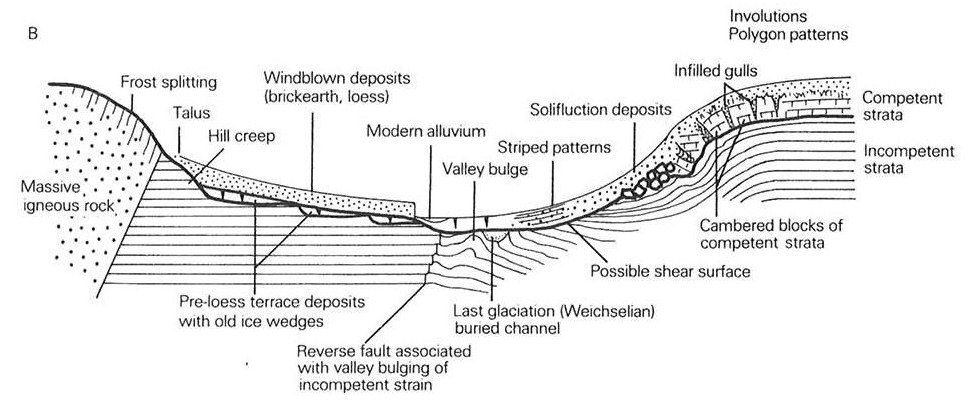 B
Involutions
Polygon patterns
Frost splitting
Windblown deposits
(brickearth, loess)
Infilled gulls
Talus
Solifluction deposits
Competent
strata
Hill creep
Modern alluvium
Striped patterns
Valley bulge
Incompetent
strata
Massive
igneous rock
Cambered blocks of
competent strata
Possible shear surface
Pre-loess terrace deposits
with old ice wedges
Last glaciation (Weichselian)
buried channel
Reverse fault associated
with valley bulging of
incompetent strain